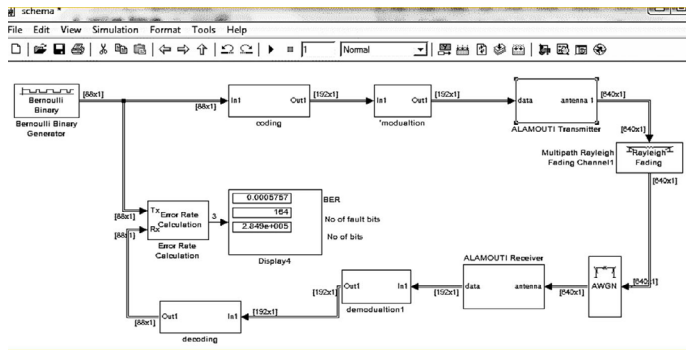 schema *
File Edit View Simulation Format Tools Help
1
Normal
[88x1]
Bernoulli
Binary
Bernoulli Binary
Generator
[88x1]
In1 Out1
coding
[192x1]
In1 Out1
'modualtion
[192x1]
data antenna 1
ALAMOUTI Transmitter
[640x1]
[640x1]
Multipath Rayleigh
Fading Channel1
Rayleigh
Fading
[640x1]
[88x1]
[88x1]
Tx
Rx
Error Rate
Calculation
Error Rate
Calculation
3
0.0005757
164
2.849e+005
Display4
BER
No of fault bits
No of bits
ALAMOUTI Receiver
data antenna
[640x1]
AWGN
[640x1]
[192x1]
Out1 In1
demodualtion1
[192x1]
[192x1]
Out1 In1
decoding
[88x1]